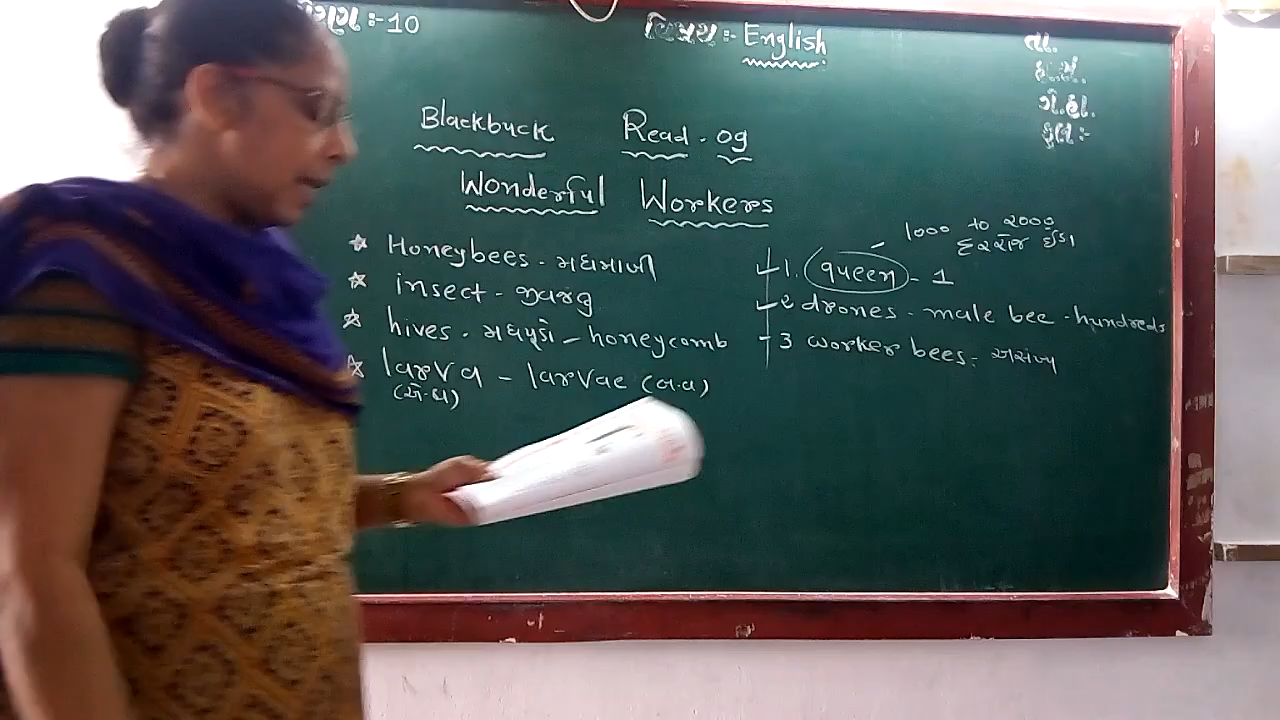 ધોરણ :- 10
વિષય :- English
તા.
ગે.હા.
કુલ :-
Blackbuck Read - 09
Wonderful Workers
☆ Honeybees - મધમાખી
☆ insect - જીવજંતુ
☆ hives - મધપૂડો - honeycomb
☆ larva - larvae (બ.વ)
(એ.વ)
1000 to 2000
દરરોજ ઈંડા
1. queen - 1
2 drones - male bee - hundreds
3 worker bees - અસંખ્ય